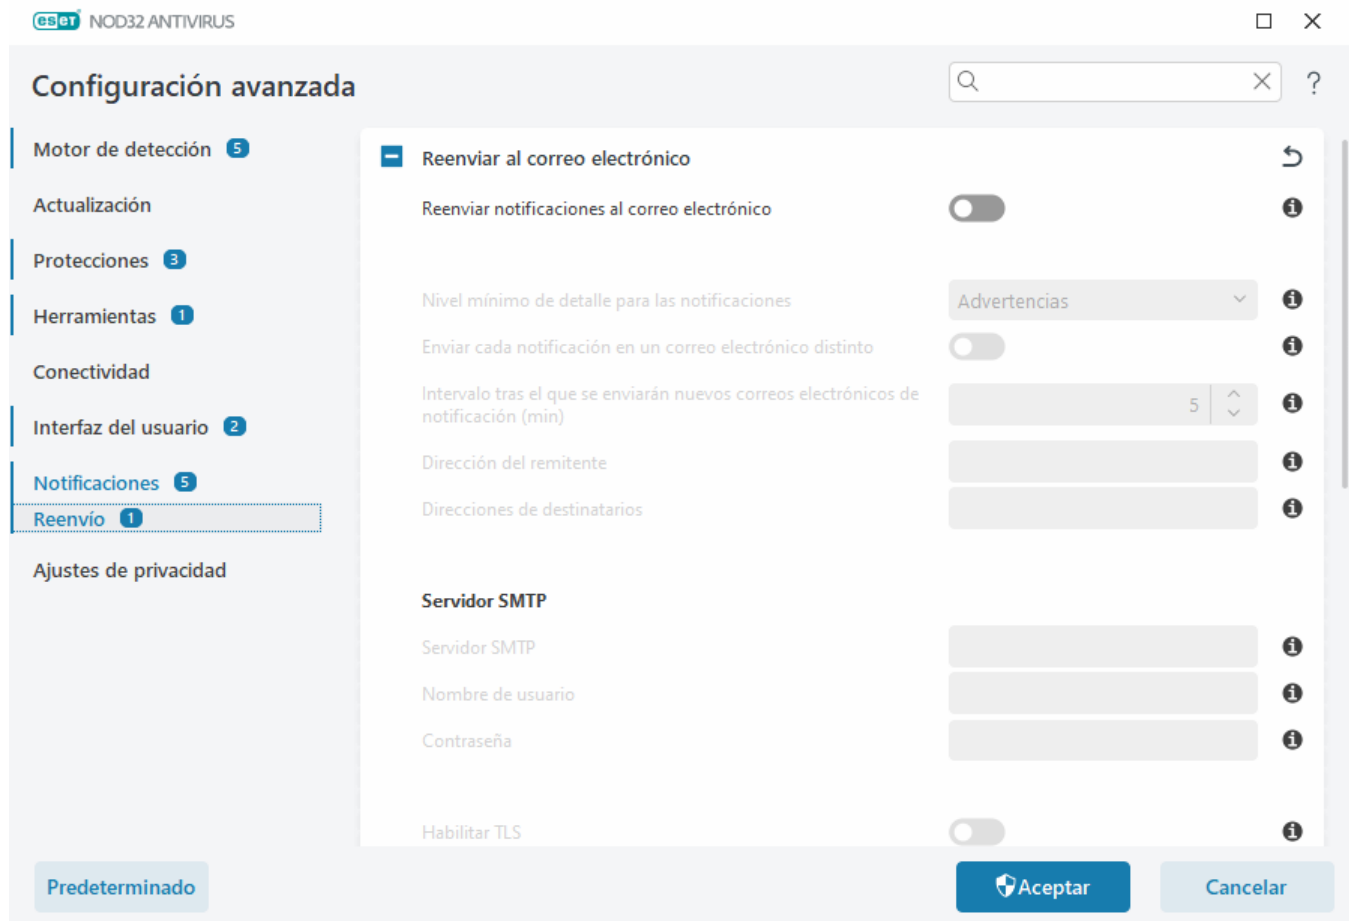 eset NOD32 ANTIVIRUS
Configuración avanzada
?
Motor de detección 5
Actualización
Protecciones 3
Herramientas 1
Conectividad
Interfaz del usuario 2
Notificaciones 5
Reenvío 1
Ajustes de privacidad
Reenviar al correo electrónico
Reenviar notificaciones al correo electrónico
Nivel mínimo de detalle para las notificaciones Advertencias
Enviar cada notificación en un correo electrónico distinto
Intervalo tras el que se enviarán nuevos correos electrónicos de
notificación (min) 5
Dirección del remitente
Direcciones de destinatarios
Servidor SMTP
Servidor SMTP
Nombre de usuario
Contraseña
Habilitar TLS
Predeterminado
Aceptar
Cancelar